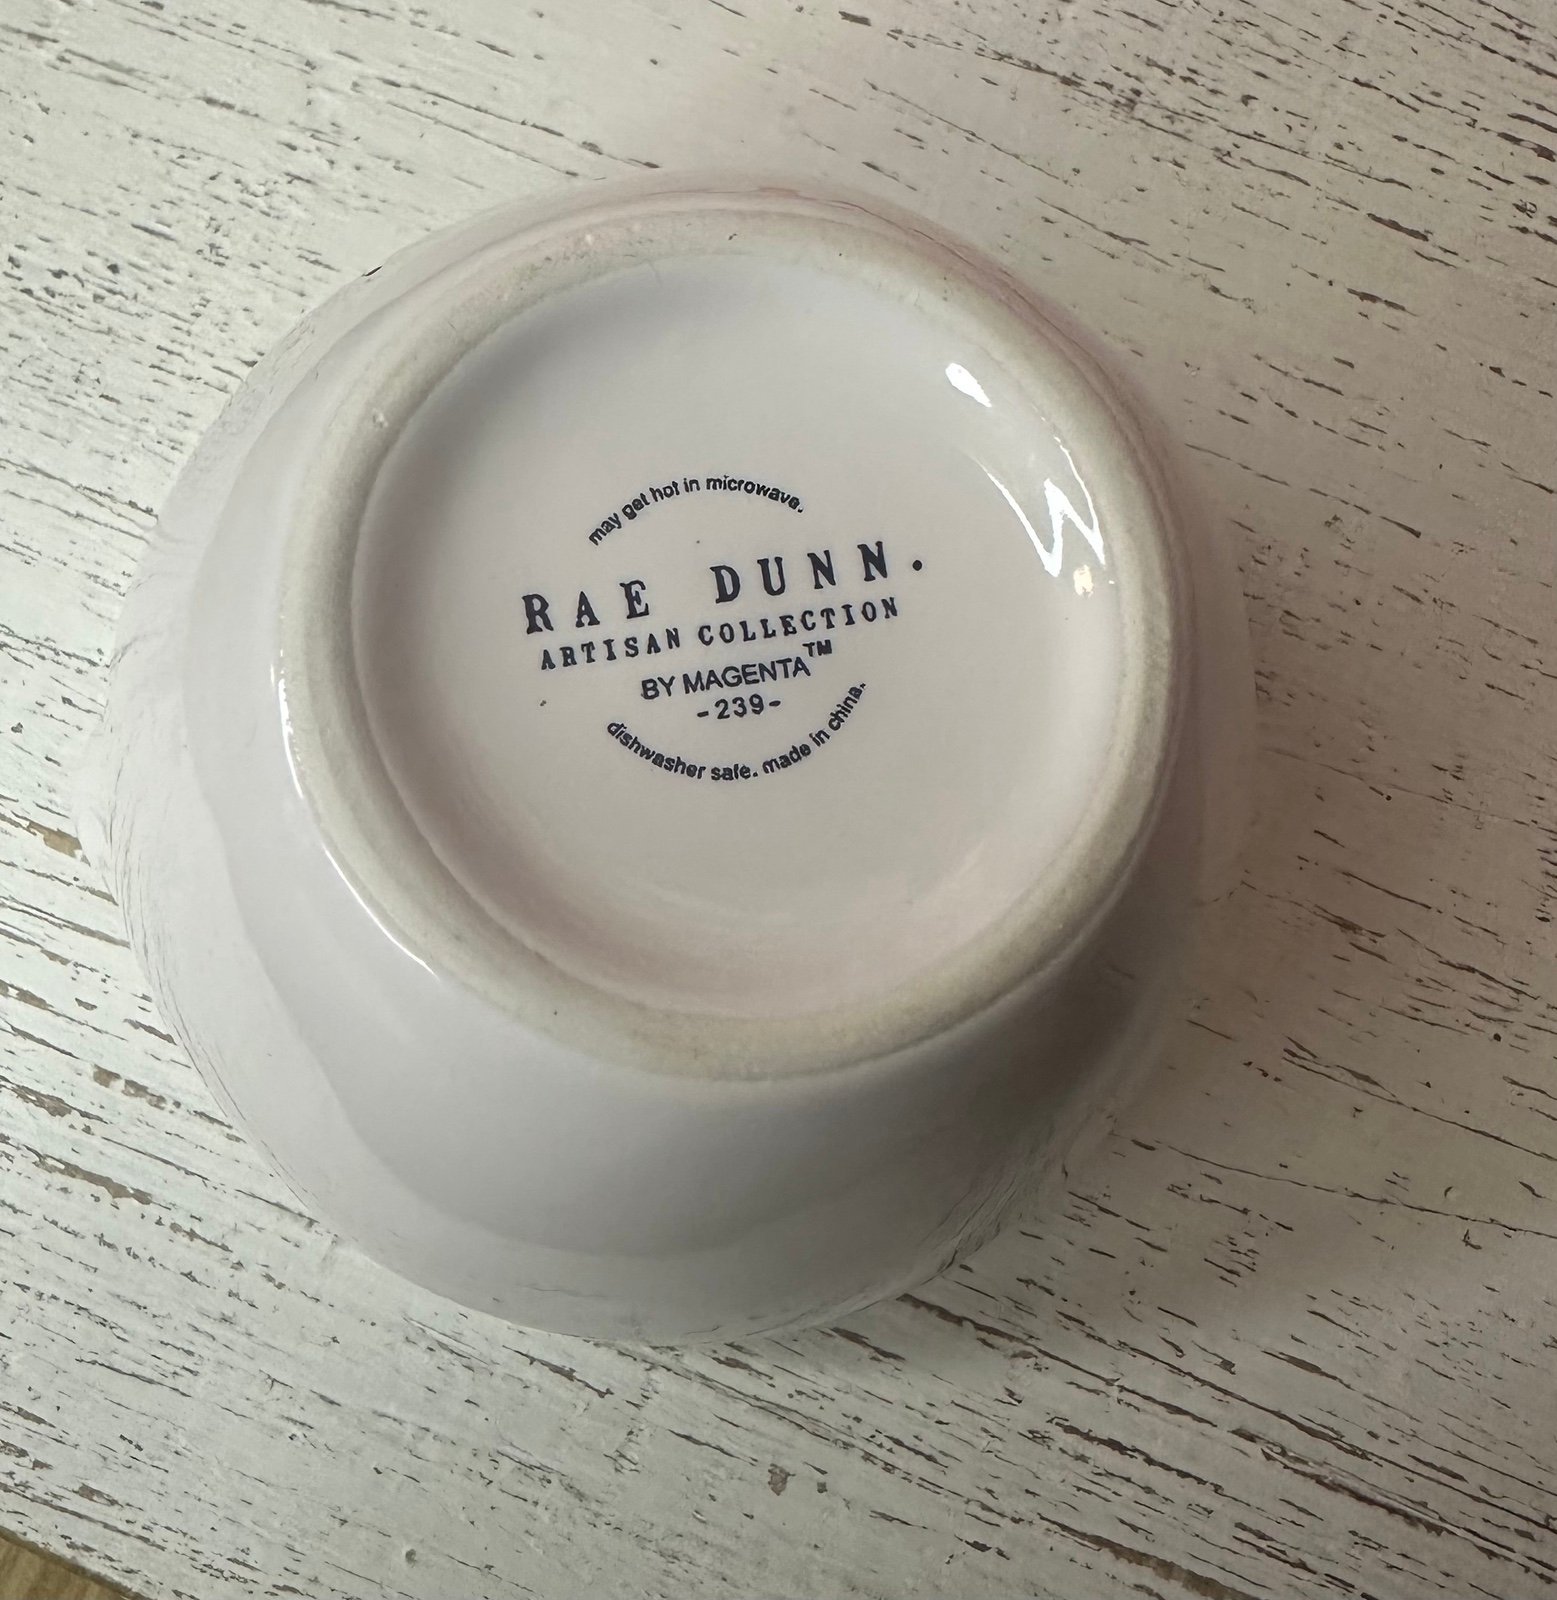 may get hot in microwave.
RAE DUNN.
ARTISAN COLLECTION
BY MAGENTA™
-239-
dishwasher safe. made in china.